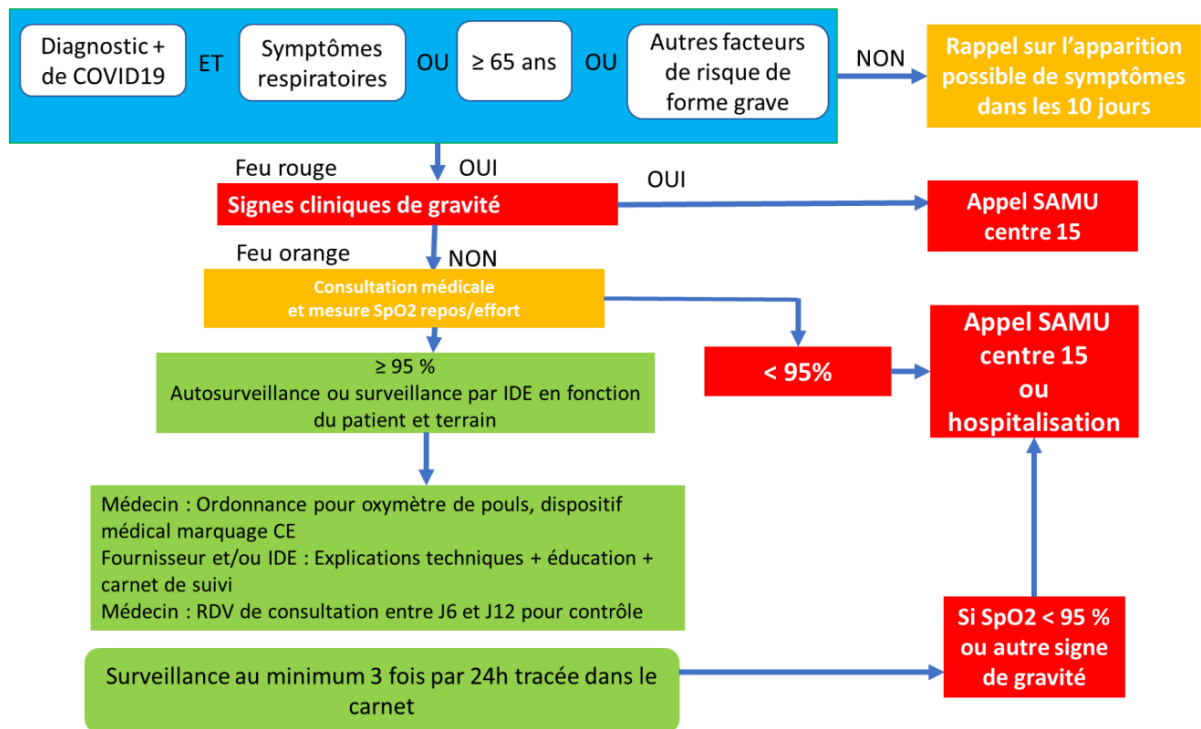 Diagnostic +
de COVID19
ET
Symptômes
respiratoires
OU
≥ 65 ans
OU
Autres facteurs
de risque de
forme grave
NON
Rappel sur l’apparition
possible de symptômes
dans les 10 jours
Feu rouge
OUI
Signes cliniques de gravité
OUI
Appel SAMU
centre 15
Feu orange
NON
Consultation médicale
et mesure SpO2 repos/effort
< 95%
Appel SAMU
centre 15
ou
hospitalisation
≥ 95 %
Autosurveillance ou surveillance par IDE en fonction
du patient et terrain
Médecin : Ordonnance pour oxymètre de pouls, dispositif
médical marquage CE
Fournisseur et/ou IDE : Explications techniques + éducation +
carnet de suivi
Médecin : RDV de consultation entre J6 et J12 pour contrôle
Surveillance au minimum 3 fois par 24h tracée dans le
carnet
Si SpO2 < 95 %
ou autre signe
de gravité